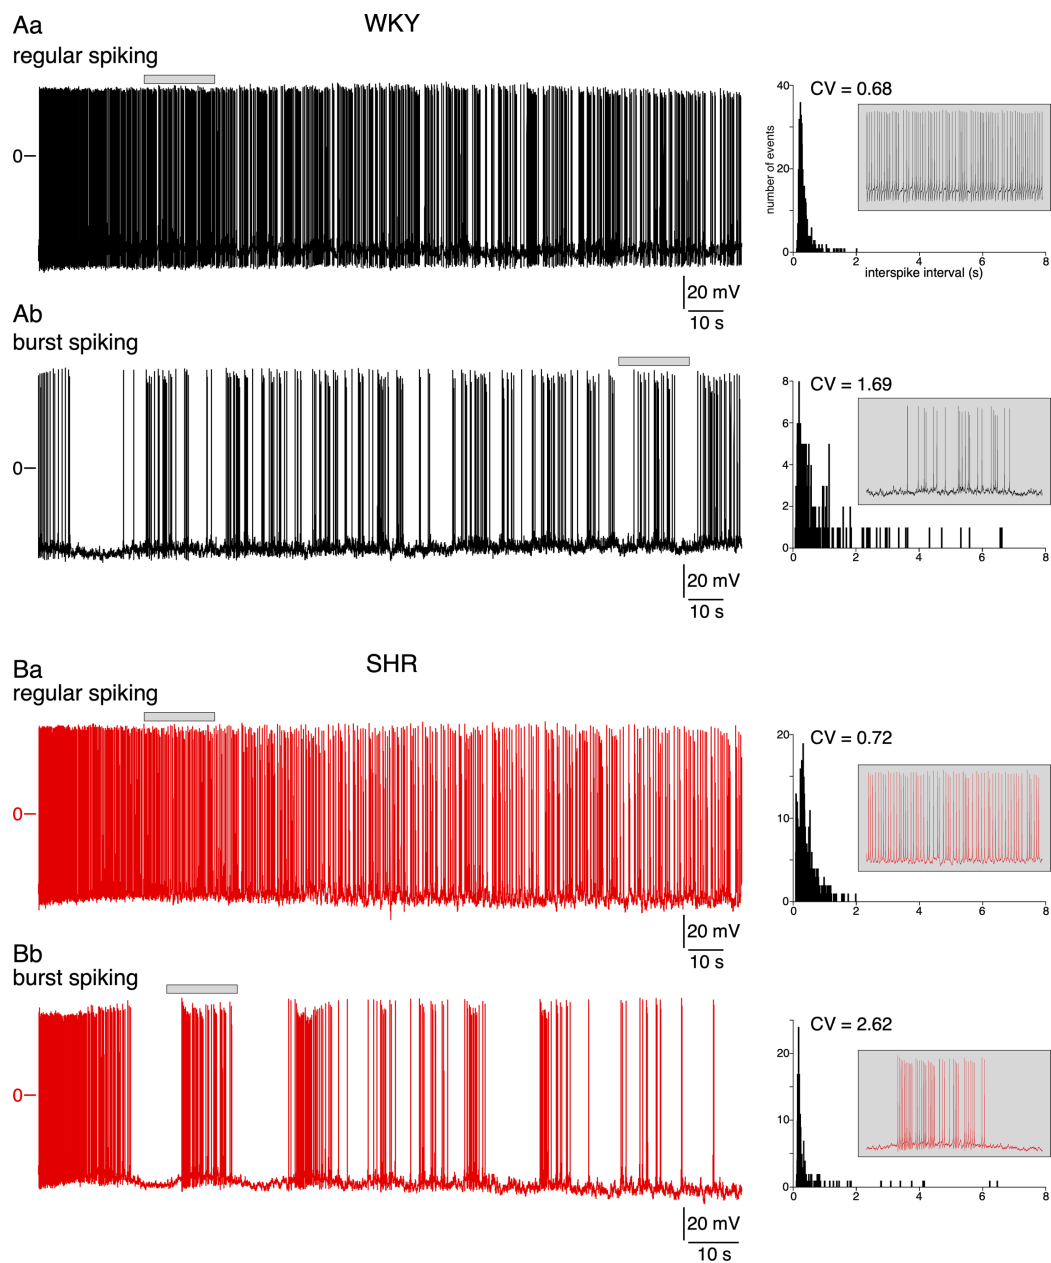 Aa
WKY
regular spiking
0
20 mV
10 s
CV = 0.68
number of events
40
20
0
0 2 4 6 8
interspike interval (s)
Ab
burst spiking
0
20 mV
10 s
CV = 1.69
8
6
4
2
0
0 2 4 6 8
Ba
SHR
regular spiking
0
20 mV
10 s
CV = 0.72
20
10
0
0 2 4 6 8
Bb
burst spiking
0
20 mV
10 s
CV = 2.62
20
10
0
0 2 4 6 8